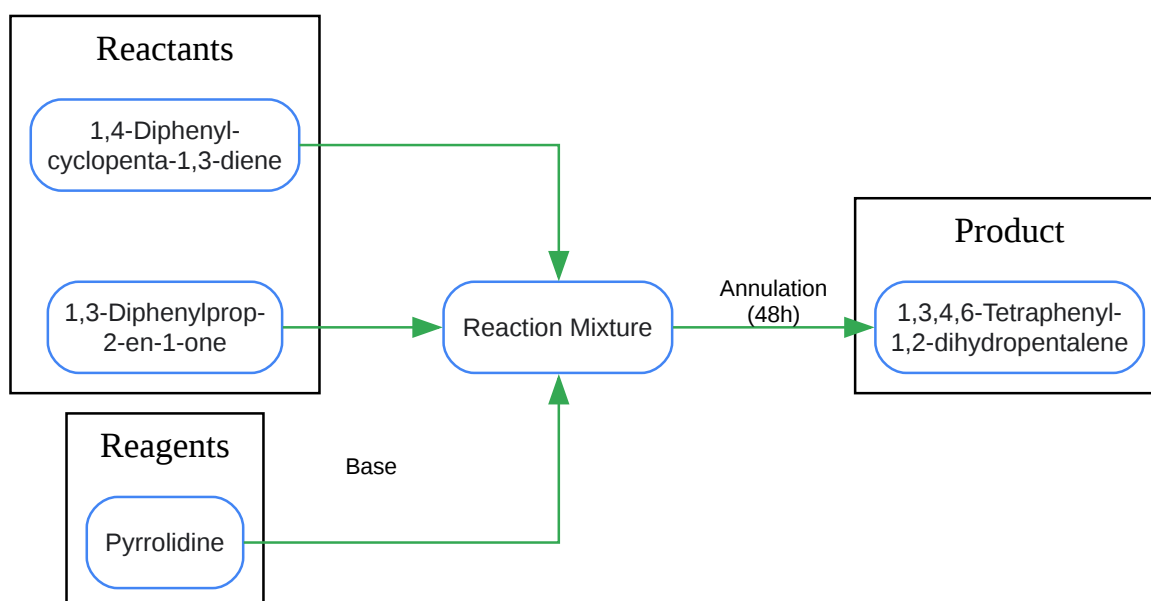 Reactants
1,4-Diphenyl-
cyclopenta-1,3-diene
1,3-Diphenylprop-
2-en-1-one
Reagents
Pyrrolidine
Base
Reaction Mixture
Annulation
(48h)
Product
1,3,4,6-Tetraphenyl-
1,2-dihydropentalene